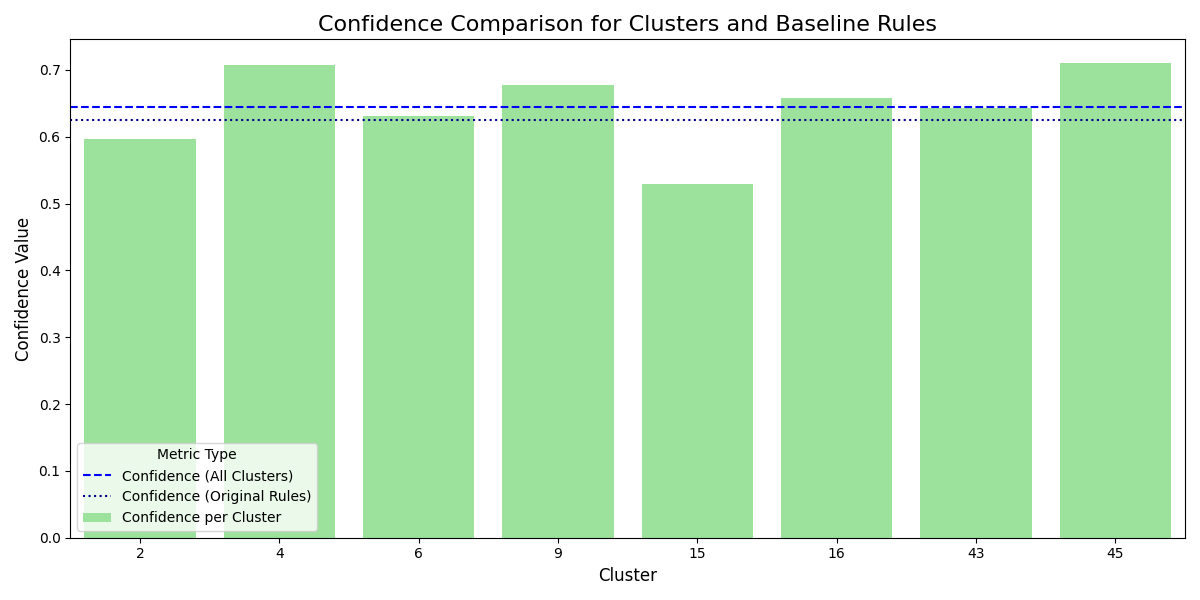 Confidence Comparison for Clusters and Baseline Rules
Confidence Value
0.7
0.6
0.5
0.4
0.3
0.2
0.1
0.0
Metric Type
Confidence (All Clusters)
Confidence (Original Rules)
Confidence per Cluster
2 4 6 9 15 16 43 45
Cluster